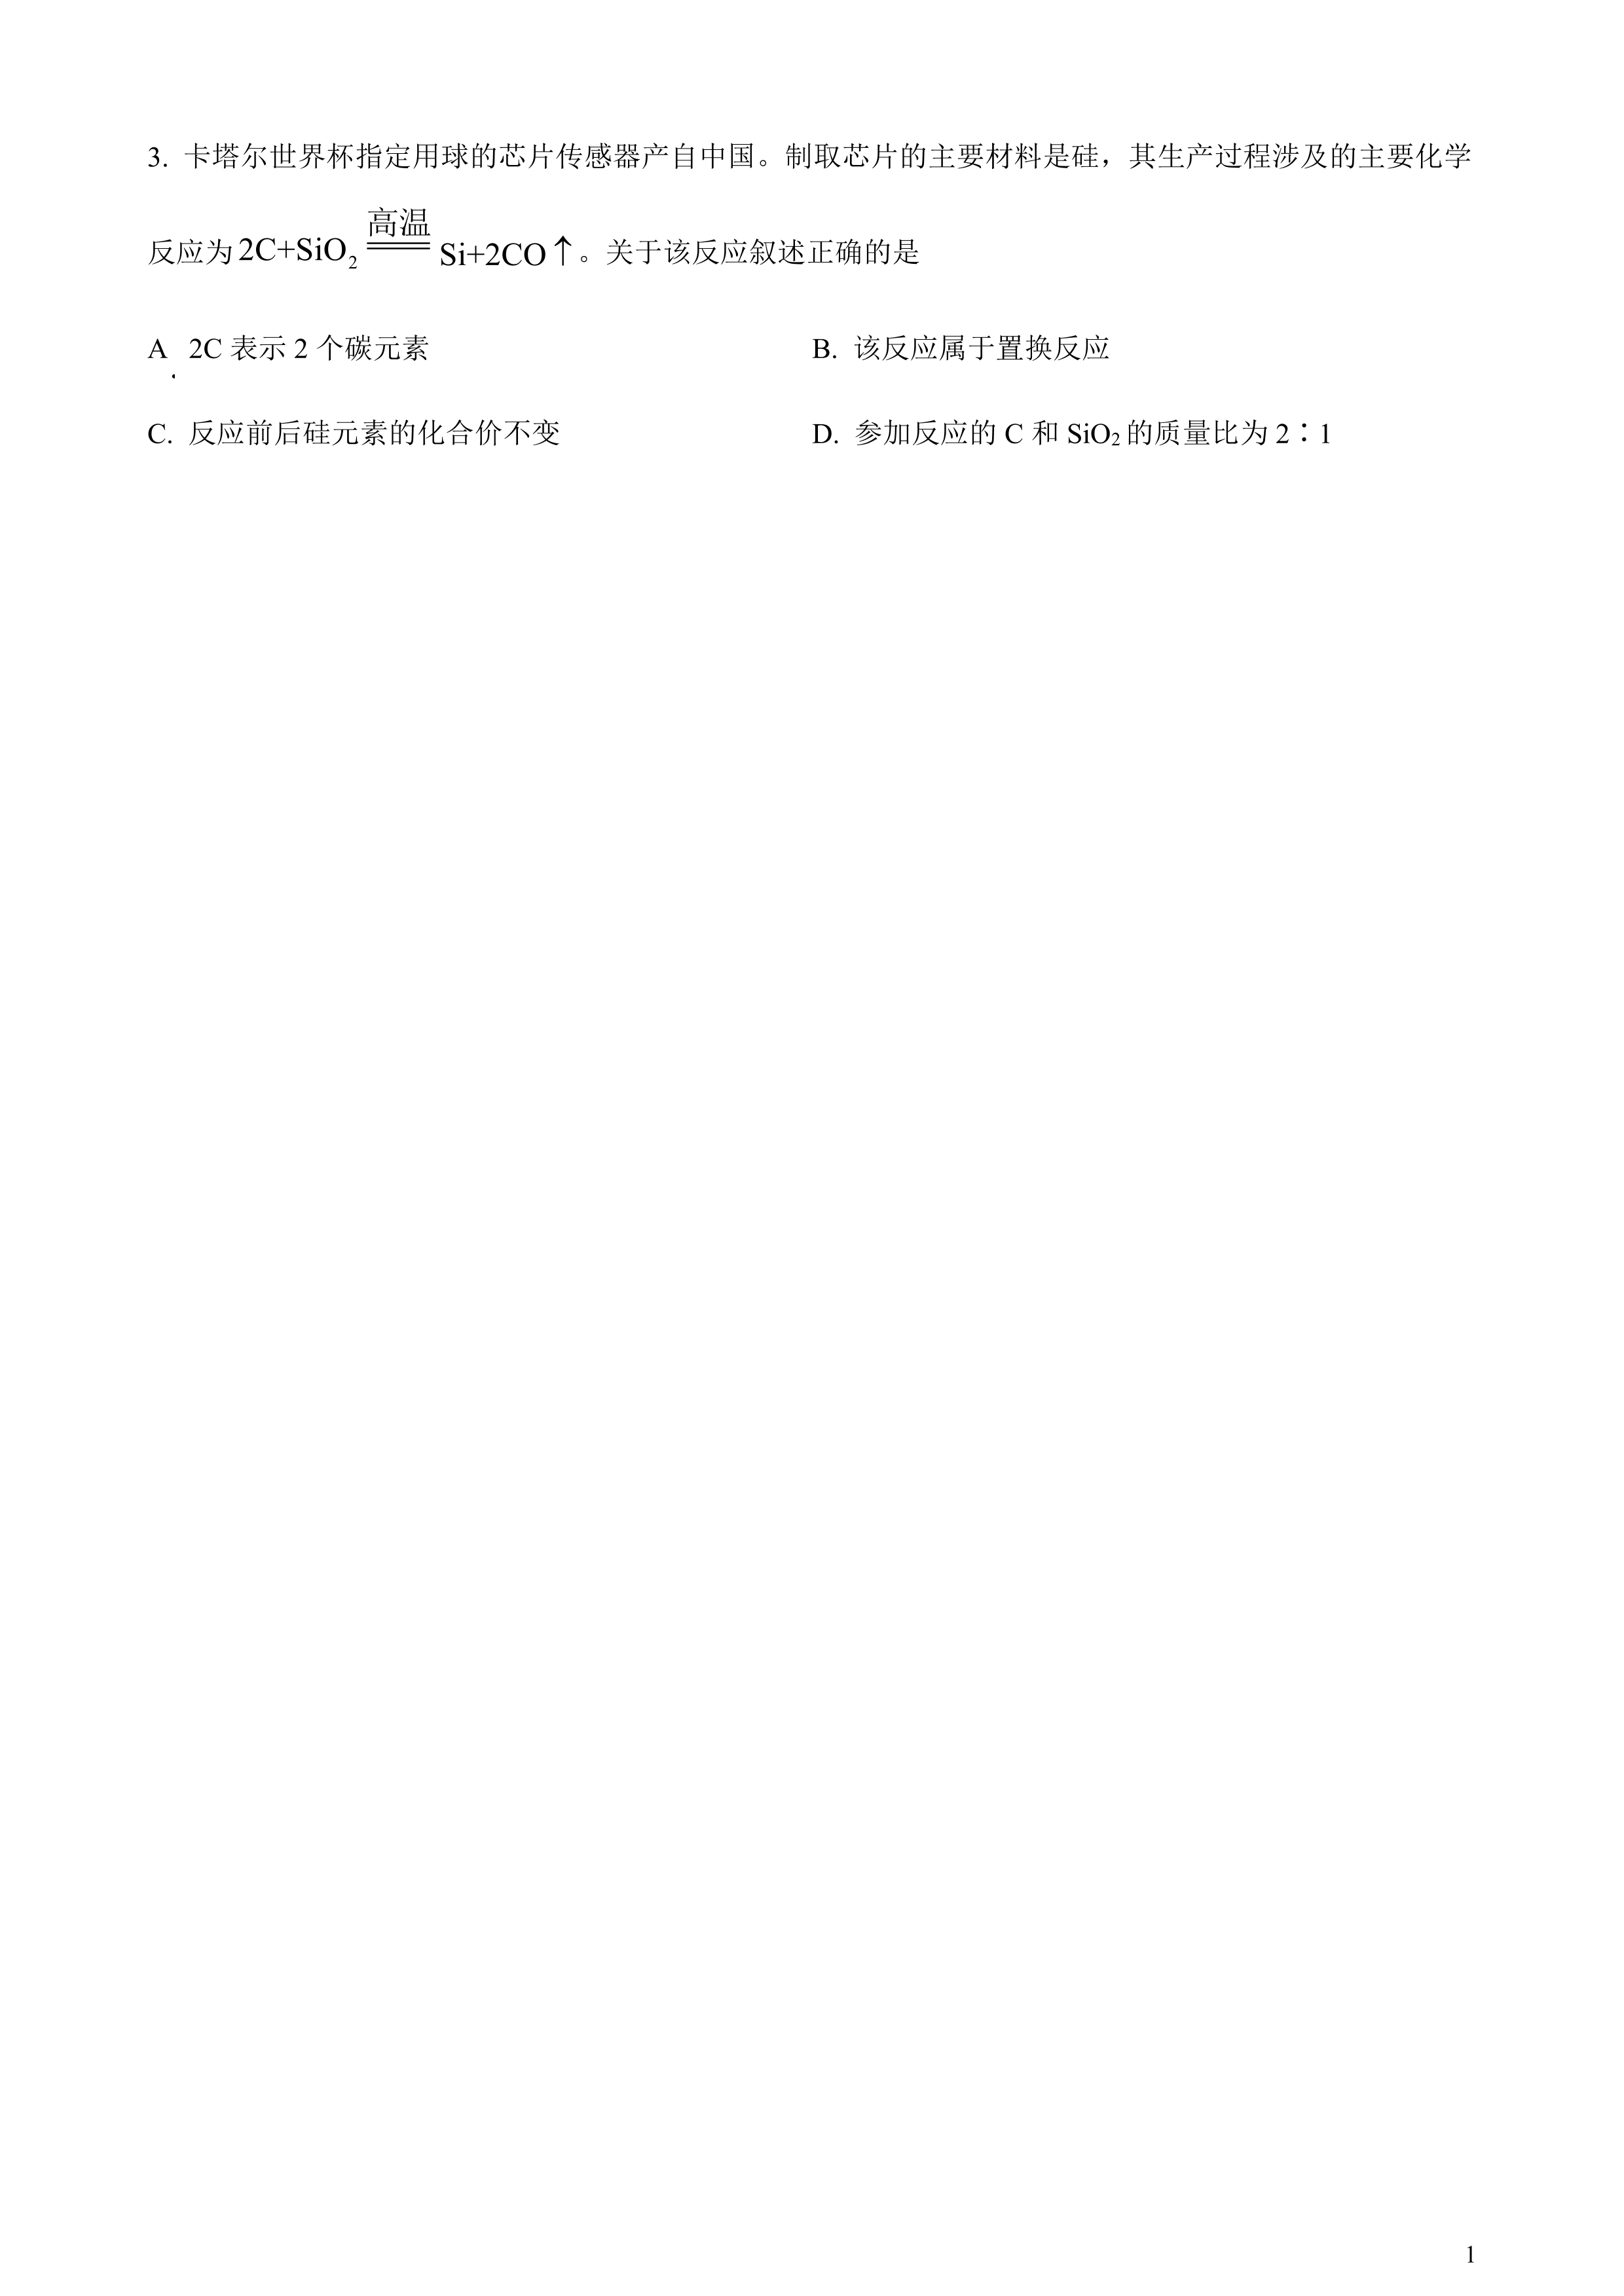 3. 卡塔尔世界杯指定用球的芯片传感器产自中国。制取芯片的主要材料是硅，其生产过程涉及的主要化学
反应为 2C+SiO₂ 高温 ══ Si+2CO↑。关于该反应叙述正确的是
A. 2C 表示 2 个碳元素 B. 该反应属于置换反应
C. 反应前后硅元素的化合价不变 D. 参加反应的 C 和 SiO₂ 的质量比为 2∶1
1